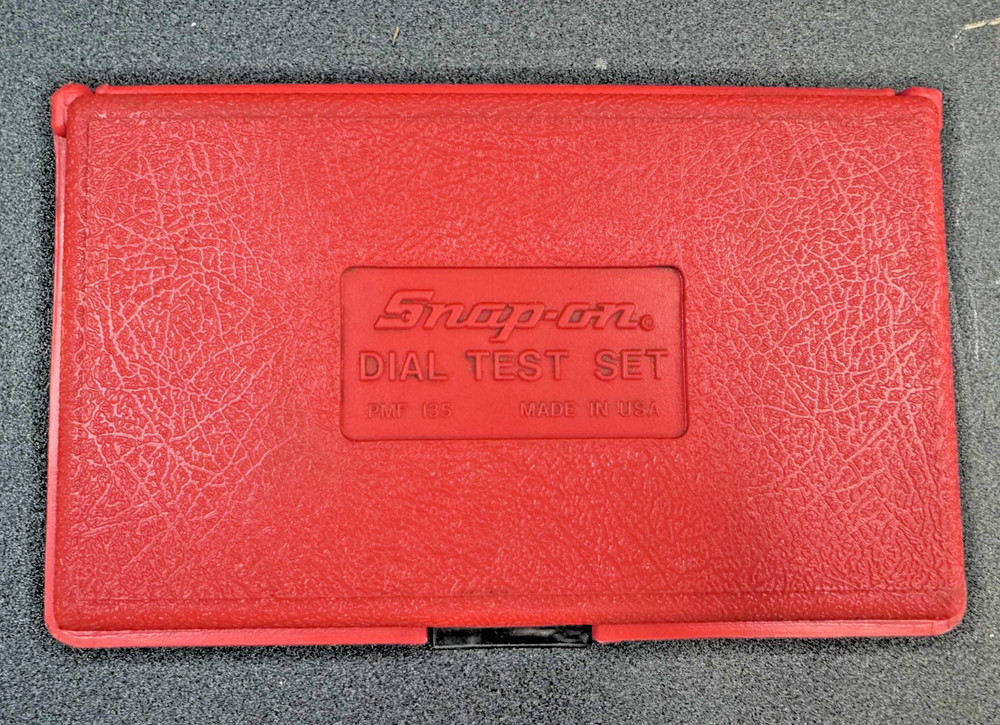 Snap-on®
DIAL TEST SET
PMF 135 MADE IN USA